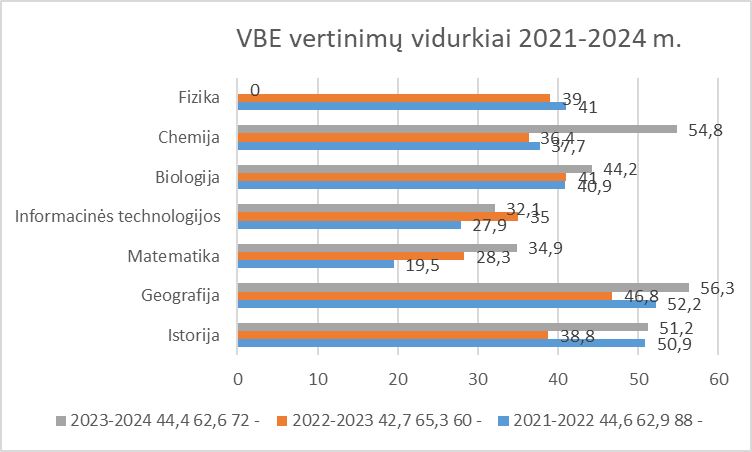 VBE vertinimų vidurkiai 2021-2024 m.
Fizika
0
39
41
Chemija
54,8
36,4
37,7
Biologija
44,2
41
40,9
Informacinės technologijos
32,1
35
27,9
Matematika
34,9
28,3
19,5
Geografija
56,3
46,8
52,2
Istorija
51,2
38,8
50,9
0 10 20 30 40 50 60
2023-2024 44,4 62,6 72 - 2022-2023 42,7 65,3 60 - 2021-2022 44,6 62,9 88 -